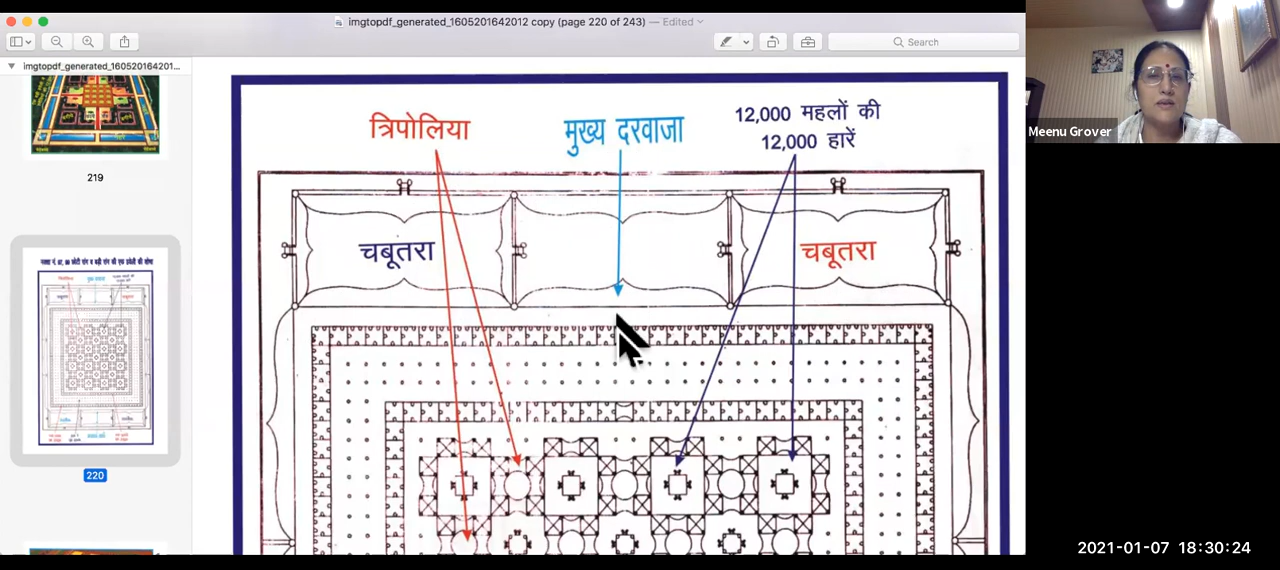 imgtopdf_generated_1605201642012 copy (page 220 of 243) — Edited
Search
imgtopdf_generated_160520164201...
219
220
त्रिपोलिया
मुख्य दरवाजा
12,000 महलों की
12,000 हारें
चबूतरा
चबूतरा
Meenu Grover
2021-01-07 18:30:24